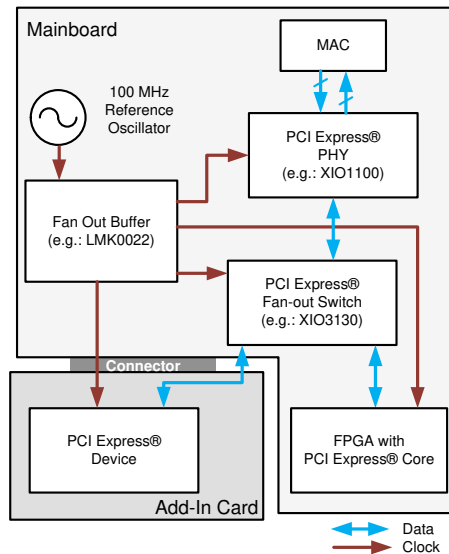 Mainboard
MAC
100 MHz
Reference
Oscillator
PCI Express®
PHY
(e.g.: XIO1100)
Fan Out Buffer
(e.g.: LMK0022)
PCI Express®
Fan-out Switch
(e.g.: XIO3130)
Connector
PCI Express®
Device
FPGA with
PCI Express® Core
Add-In Card
Data
Clock